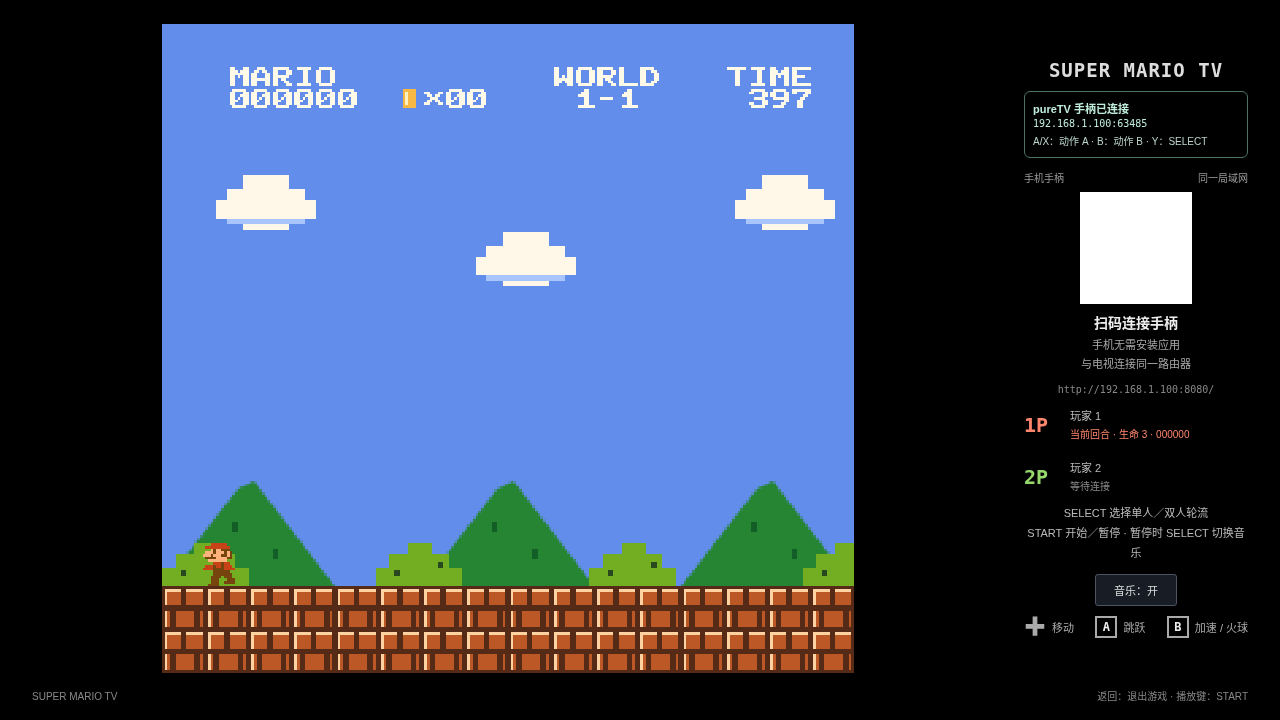 MARIO
000000
×00
WORLD
1-1
TIME
397
SUPER MARIO TV
pureTV 手柄已连接
192.168.1.100:63485
A/X：动作 A · B：动作 B · Y：SELECT
手机手柄
同一局域网
扫码连接手柄
手机无需安装应用
与电视连接同一路由器
http://192.168.1.100:8080/
1P
玩家 1
当前回合 · 生命 3 · 000000
2P
玩家 2
等待连接
SELECT 选择单人／双人轮流
START 开始／暂停 · 暂停时 SELECT 切换音
乐
音乐：开
移动
A
跳跃
B
加速 / 火球
SUPER MARIO TV
返回：退出游戏 · 播放键：START